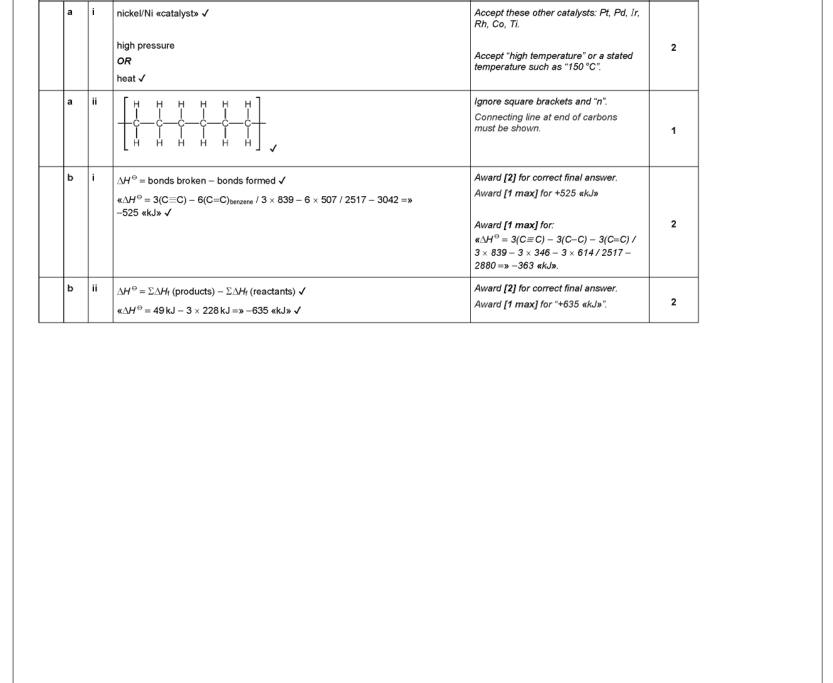 a i nickel/Ni «catalyst» ✓ Accept these other catalysts: Pt, Pd, Ir,
Rh, Co, Ti.
high pressure
OR
heat ✓
Accept “high temperature” or a stated
temperature such as “150 °C”.
2
a ii
H H H H H H
C C C C C C
H H H H H H
✓
Ignore square brackets and “n”.
Connecting line at end of carbons
must be shown.
1
b i ΔH⊖ = bonds broken – bonds formed ✓
«ΔH⊖ = 3(C≡C) – 6(C=C)benzene / 3 × 839 – 6 × 507 / 2517 – 3042 =»
–525 «kJ» ✓
Award [2] for correct final answer.
Award [1 max] for +525 «kJ»
Award [1 max] for:
«ΔH⊖ = 3(C≡C) – 3(C–C) – 3(C=C) /
3 × 839 – 3 × 346 – 3 × 614 / 2517 –
2880 =» –363 «kJ».
2
b ii ΔH⊖ = ΣΔHf (products) – ΣΔHf (reactants) ✓
«ΔH⊖ = 49 kJ – 3 × 228 kJ =» –635 «kJ» ✓
Award [2] for correct final answer.
Award [1 max] for “+635 «kJ»”.
2